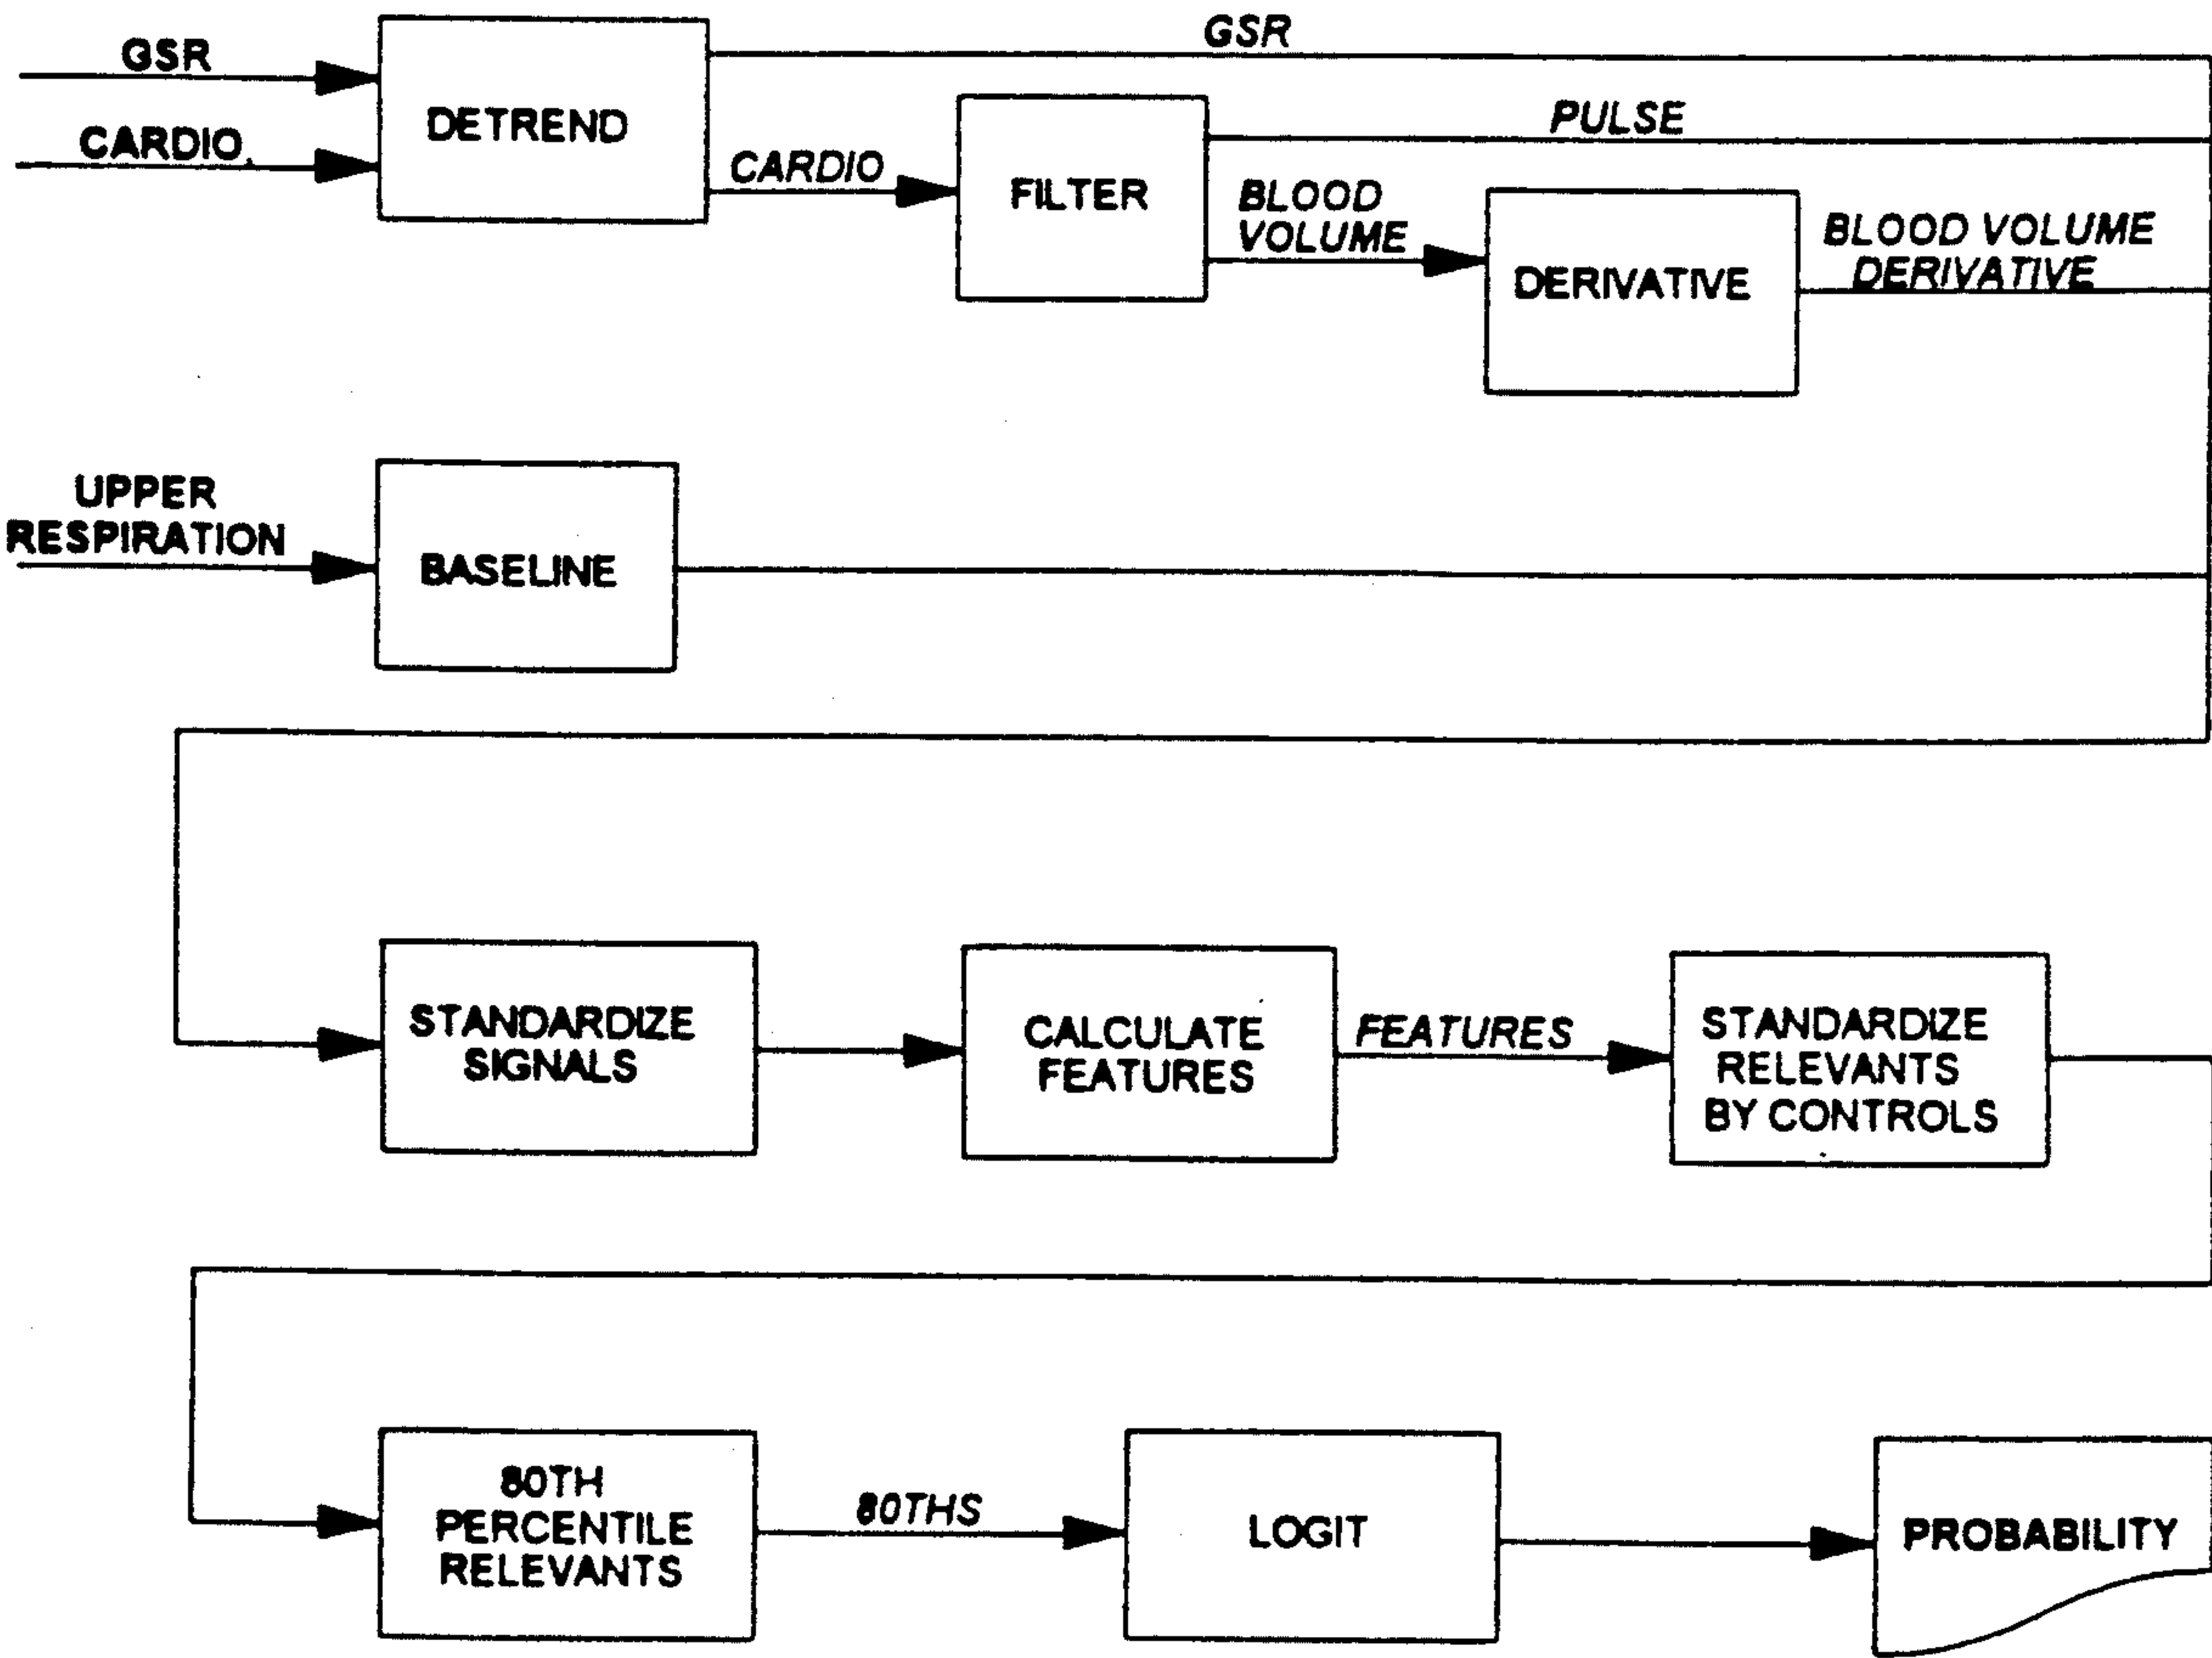 GSR
CARDIO.
DETREND
GSR
CARDIO
FILTER
PULSE
BLOOD
VOLUME
DERIVATIVE
BLOOD VOLUME
DERIVATIVE
UPPER
RESPIRATION
BASELINE
STANDARDIZE
SIGNALS
CALCULATE
FEATURES
FEATURES
STANDARDIZE
RELEVANTS
BY CONTROLS
80TH
PERCENTILE
RELEVANTS
80THS
LOGIT
PROBABILITY